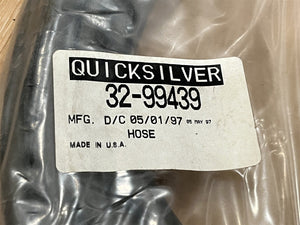 QUICKSILVER
32-99439
MFG. D/C 05/01/97 05 MAY 97
HOSE
MADE IN U.S.A.